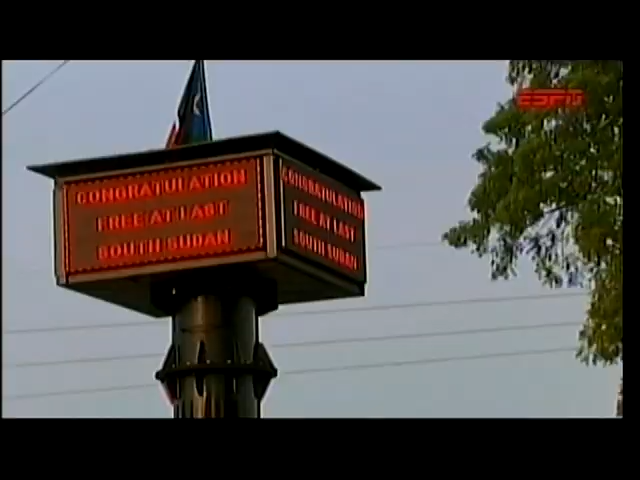 ESPN
CONGRATULATION
FREE AT LAST
SOUTH SUDAN
CONGRATULATION
FREE AT LAST
SOUTH SUDAN